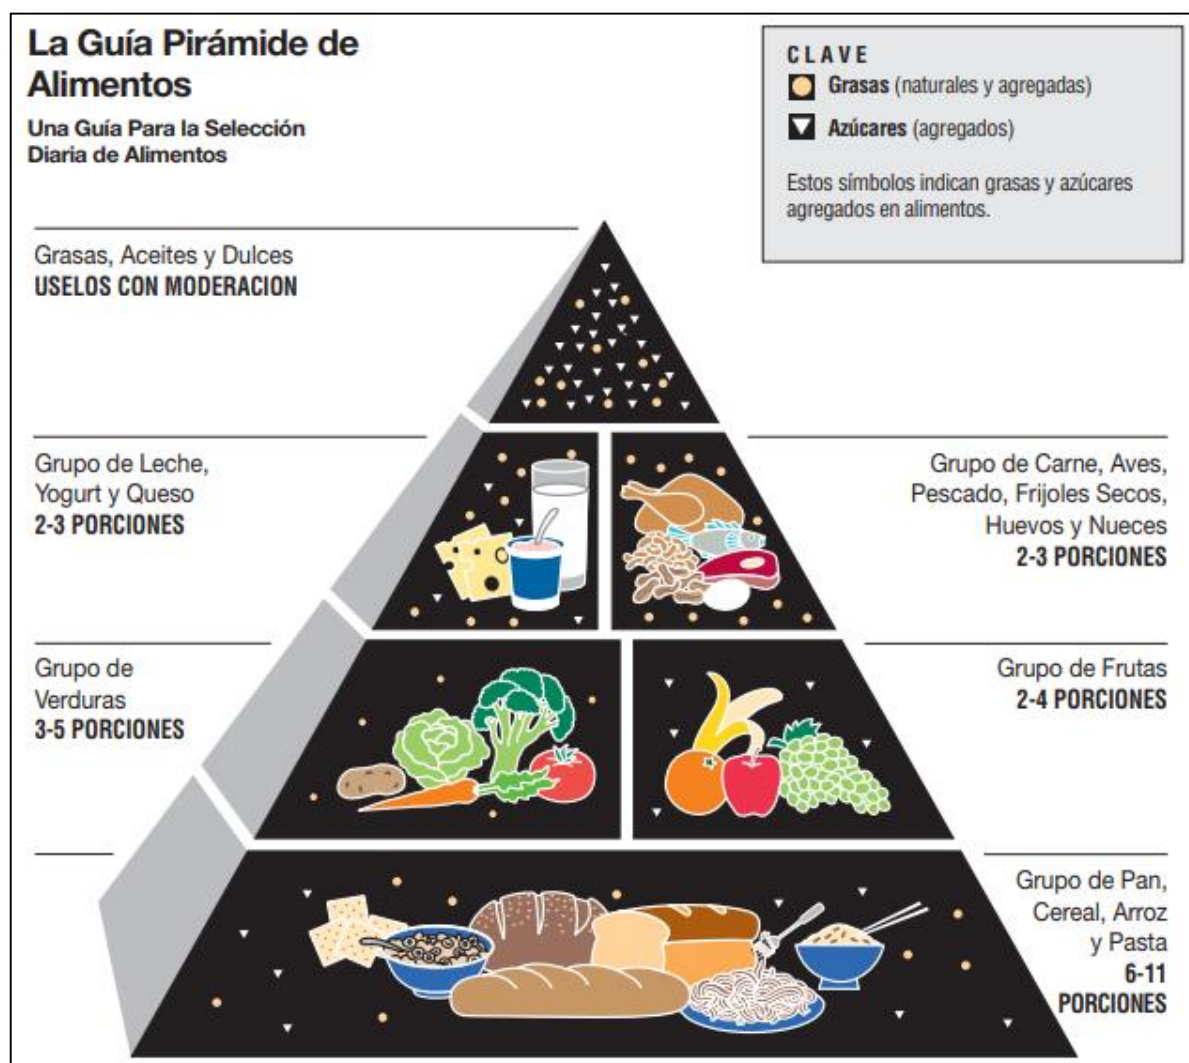 La Guía Pirámide de
Alimentos
Una Guía Para la Selección
Diaria de Alimentos
CLAVE
Grasas (naturales y agregadas)
Azúcares (agregados)
Estos símbolos indican grasas y azúcares
agregados en alimentos.
Grasas, Aceites y Dulces
USELOS CON MODERACION
Grupo de Leche,
Yogurt y Queso
2-3 PORCIONES
Grupo de Carne, Aves,
Pescado, Frijoles Secos,
Huevos y Nueces
2-3 PORCIONES
Grupo de
Verduras
3-5 PORCIONES
Grupo de Frutas
2-4 PORCIONES
Grupo de Pan,
Cereal, Arroz
y Pasta
6-11
PORCIONES